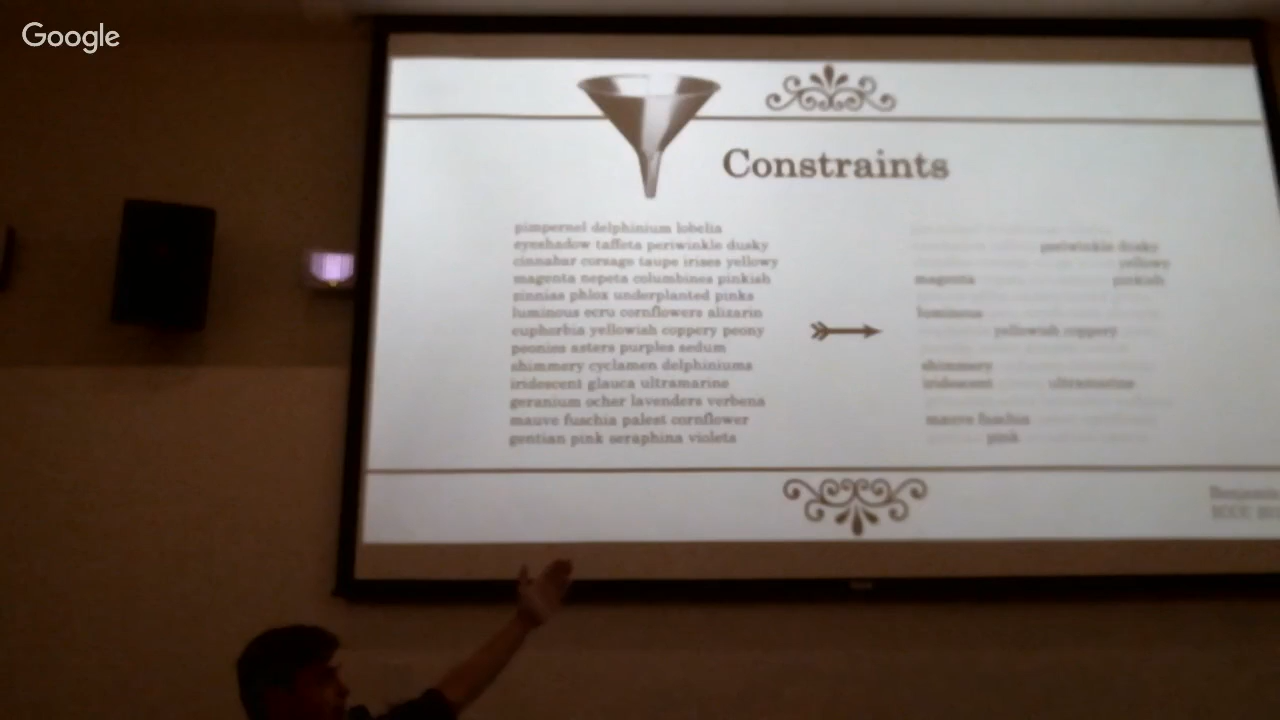 Google
Constraints
pimpernel delphinium lobelia
eyeshadow taffeta periwinkle dusky
cinnabar corsage taupe irises yellowy
magenta nepeta columbines pinkish
zinnias phlox underplanted pinks
luminous ecru cornflowers alizarin
euphorbia yellowish coppery peony
peonies asters purples sedum
shimmery cyclamen delphiniums
iridescent glauca ultramarine
geranium ocher lavenders verbena
mauve fuschia palest cornflower
gentian pink seraphina violets
periwinkle dusky
yellowy
magenta pinkish
luminous
yellowish coppery
shimmery
iridescent ultramarine
mauve fuschia
pink